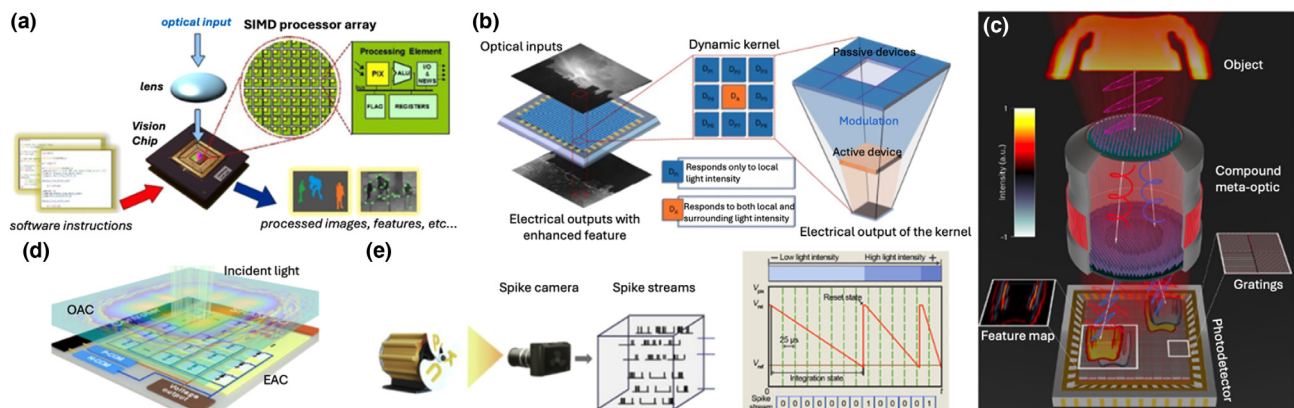 (a)
optical input
lens
Vision
Chip
software instructions
SIMD processor array
Processing Element
PIX
ALU
I/O
&
NEWS
FLAG
REGISTERS
processed images, features, etc...
(b)
Optical inputs
Electrical outputs with
enhanced feature
Dynamic kernel
Responds only to local
light intensity
Responds to both local and
surrounding light intensity
Passive devices
Modulation
Active device
Electrical output of the kernel
(c)
Object
Intensity (a.u.)
1
0
-1
Compound
meta-optic
Gratings
Feature map
Photodetector
(d)
Incident light
OAC
EAC
Voltage
output
(e)
Spike camera
Spike streams
− Low light intensity
High light intensity +
Reset state
25 μs
Integration state
0
t
Spike
stream
0 0 0 0 0 0 0 1 0 0 0 0 1